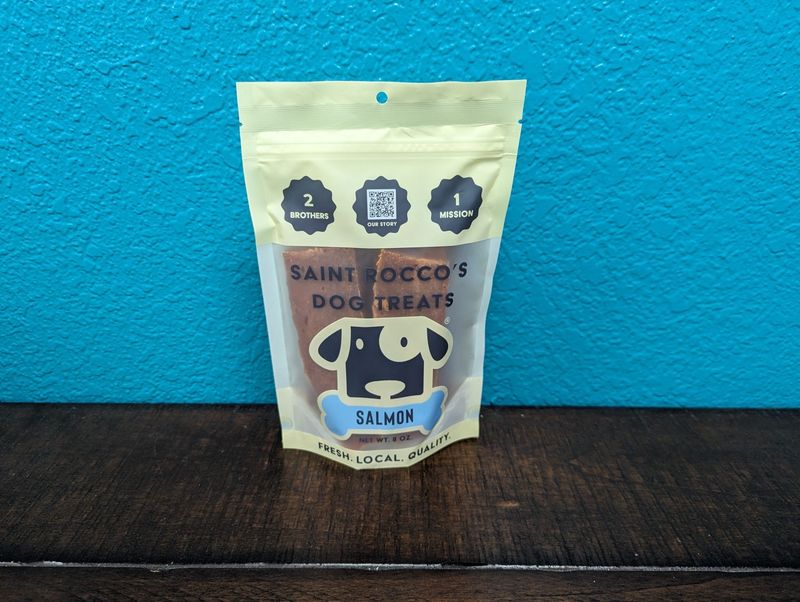 2
BROTHERS
OUR STORY
1
MISSION
SAINT ROCCO'S
DOG TREATS
®
SALMON
NET WT. 8 OZ.
FRESH. LOCAL. QUALITY.